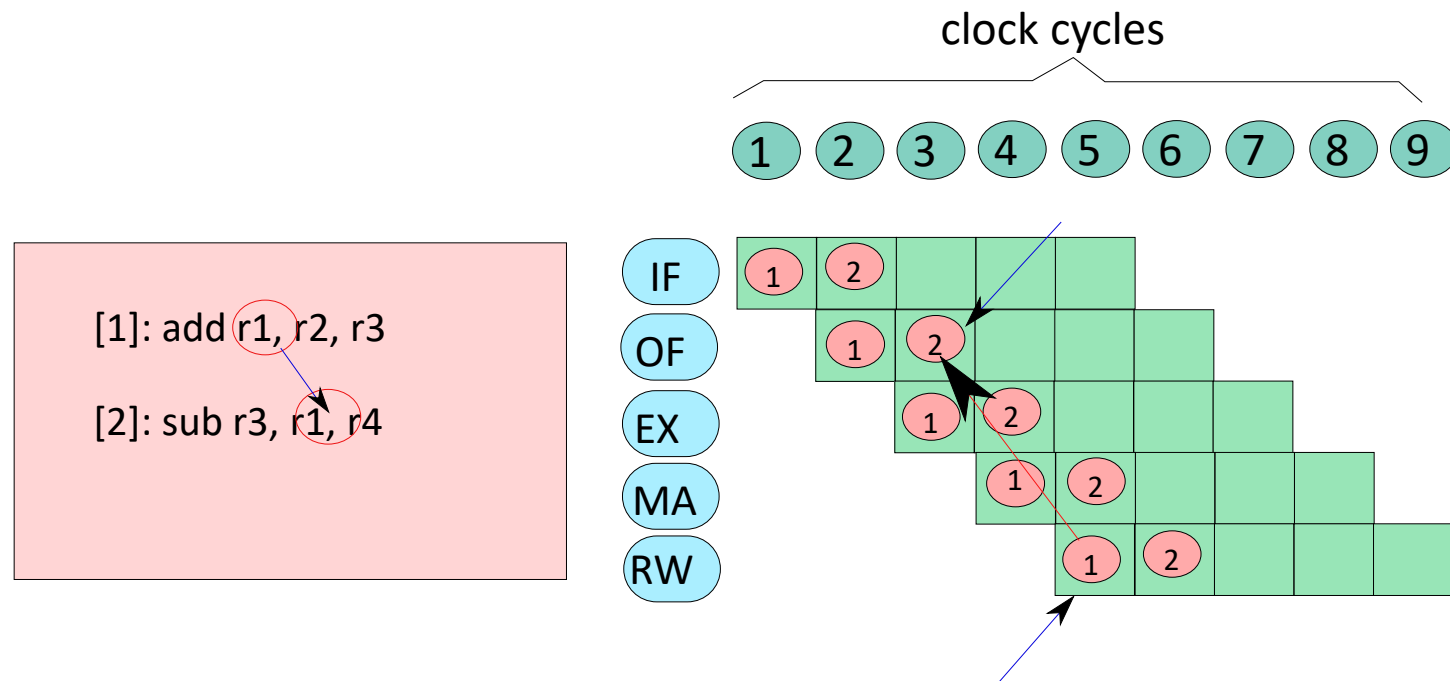 clock cycles
1 2 3 4 5 6 7 8 9
[1]: add r1, r2, r3
[2]: sub r3, r1, r4
IF 1 2
OF 1 2
EX 1 2
MA 1 2
RW 1 2